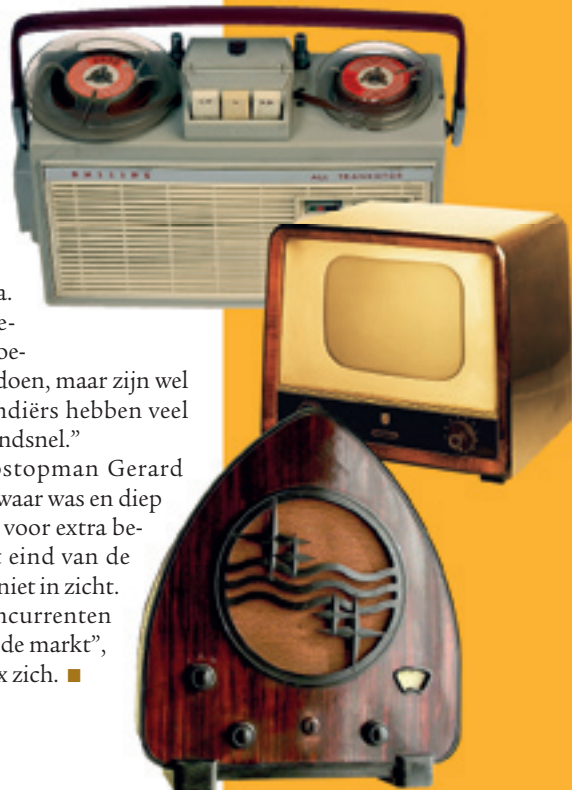 PHILIPS
ALL TRANSISTOR
a.
e-
oe-
doen, maar zijn wel
ndiërs hebben veel
ndsnel.”
ostopman Gerard
waar was en diep
voor extra be-
t eind van de
niet in zicht.
ncurrenten
de markt”,
x zich. ■